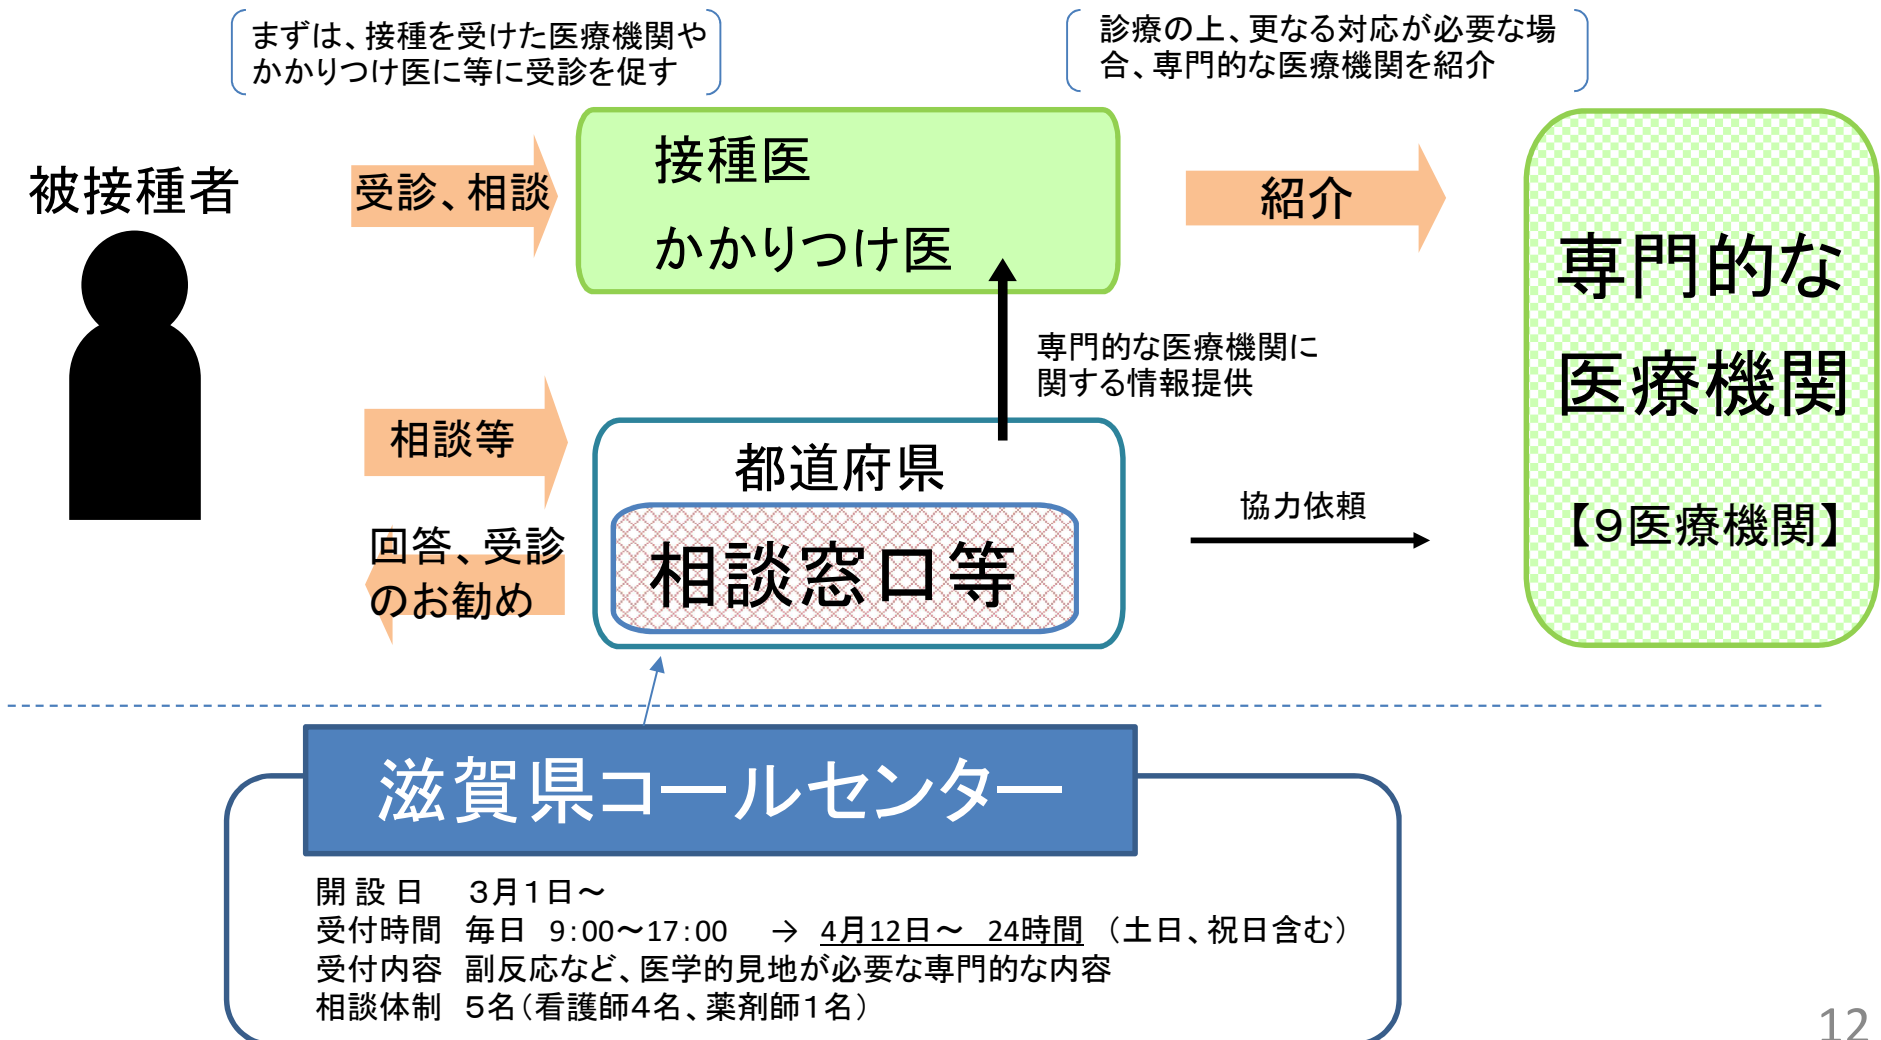 まずは、接種を受けた医療機関や
かかりつけ医に等に受診を促す
診療の上、更なる対応が必要な場
合、専門的な医療機関を紹介
被接種者
受診、相談
接種医
かかりつけ医
紹介
専門的な
医療機関
【９医療機関】
専門的な医療機関に
関する情報提供
相談等
都道府県
相談窓口等
協力依頼
回答、受診
のお勧め
滋賀県コールセンター
開 設 日　３月１日～
受付時間　毎日　9：00～17：00　→　4月12日～　24時間　（土日、祝日含む）
受付内容　副反応など、医学的見地が必要な専門的な内容
相談体制　５名（看護師４名、薬剤師１名）
12